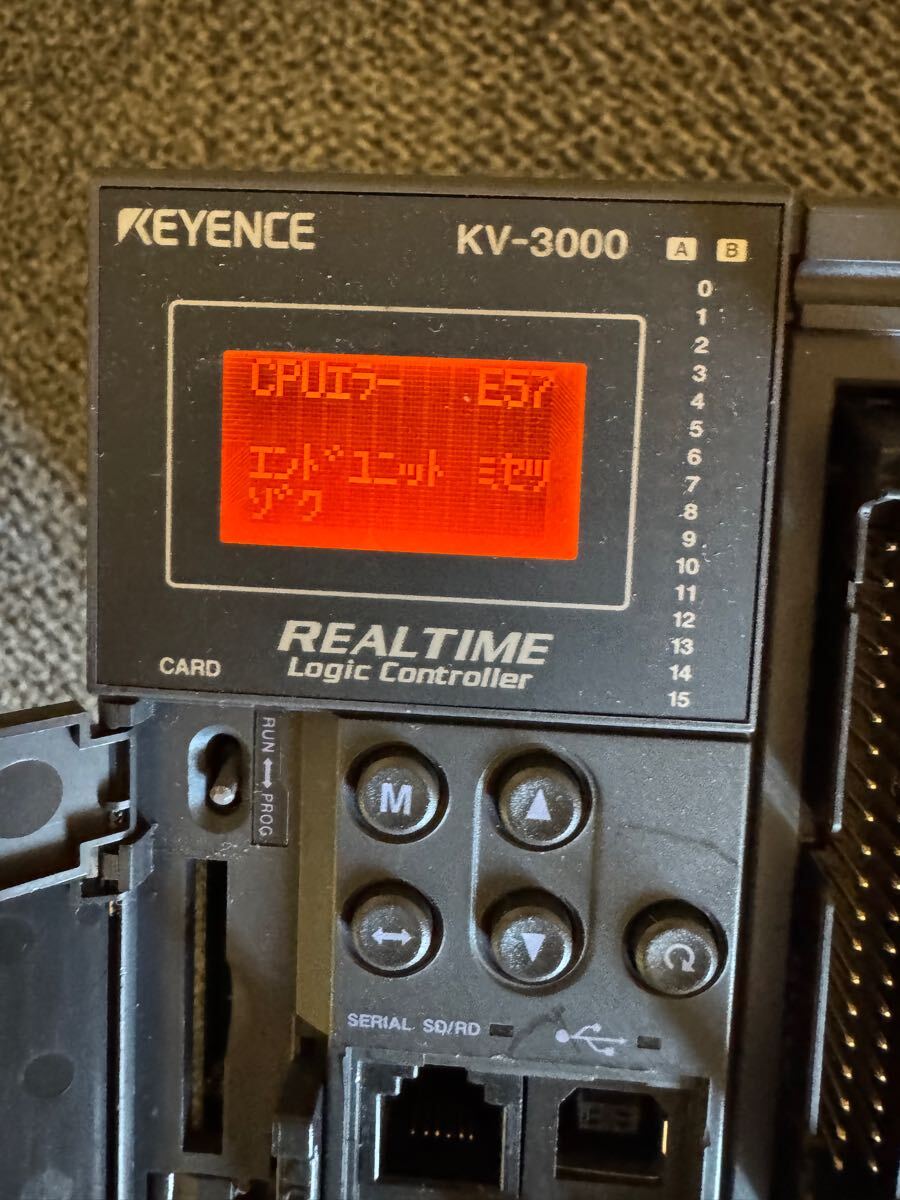 KEYENCE
KV-3000 A B
CPUエラー E57
エンドユニット ミセツ
ゾク
0
1
2
3
4
5
6
7
8
9
10
11
12
13
14
15
REALTIME
Logic Controller
CARD
RUN ↔ PROG
M
SERIAL SD/RD